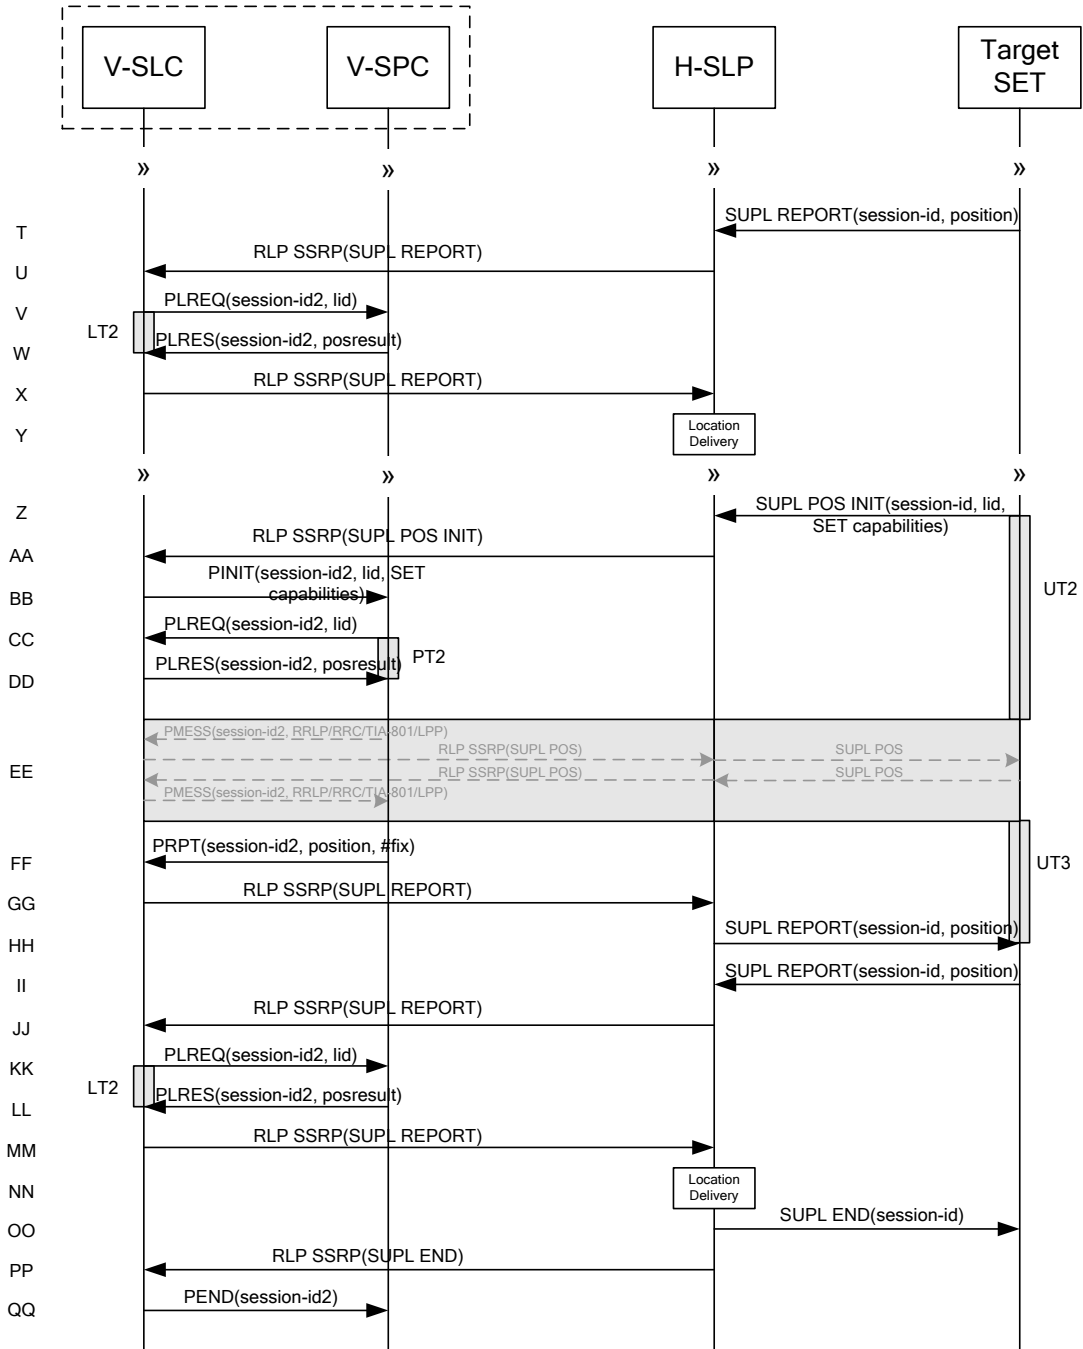 V-SLC
V-SPC
H-SLP
Target
SET
»
»
»
»
T
SUPL REPORT(session-id, position)
U
RLP SSRP(SUPL REPORT)
V
PLREQ(session-id2, lid)
LT2
W
PLRES(session-id2, posresult)
X
RLP SSRP(SUPL REPORT)
Y
Location
Delivery
»
»
»
»
Z
SUPL POS INIT(session-id, lid,
SET capabilities)
AA
RLP SSRP(SUPL POS INIT)
BB
PINIT(session-id2, lid, SET
capabilities)
UT2
CC
PLREQ(session-id2, lid)
PT2
DD
PLRES(session-id2, posresult)
PMESS(session-id2, RRLP/RRC/TIA-801/LPP)
RLP SSRP(SUPL POS)
SUPL POS
EE
RLP SSRP(SUPL POS)
SUPL POS
PMESS(session-id2, RRLP/RRC/TIA-801/LPP)
FF
PRPT(session-id2, position, #fix)
UT3
GG
RLP SSRP(SUPL REPORT)
HH
SUPL REPORT(session-id, position)
II
SUPL REPORT(session-id, position)
JJ
RLP SSRP(SUPL REPORT)
KK
PLREQ(session-id2, lid)
LT2
LL
PLRES(session-id2, posresult)
MM
RLP SSRP(SUPL REPORT)
NN
Location
Delivery
OO
SUPL END(session-id)
PP
RLP SSRP(SUPL END)
QQ
PEND(session-id2)